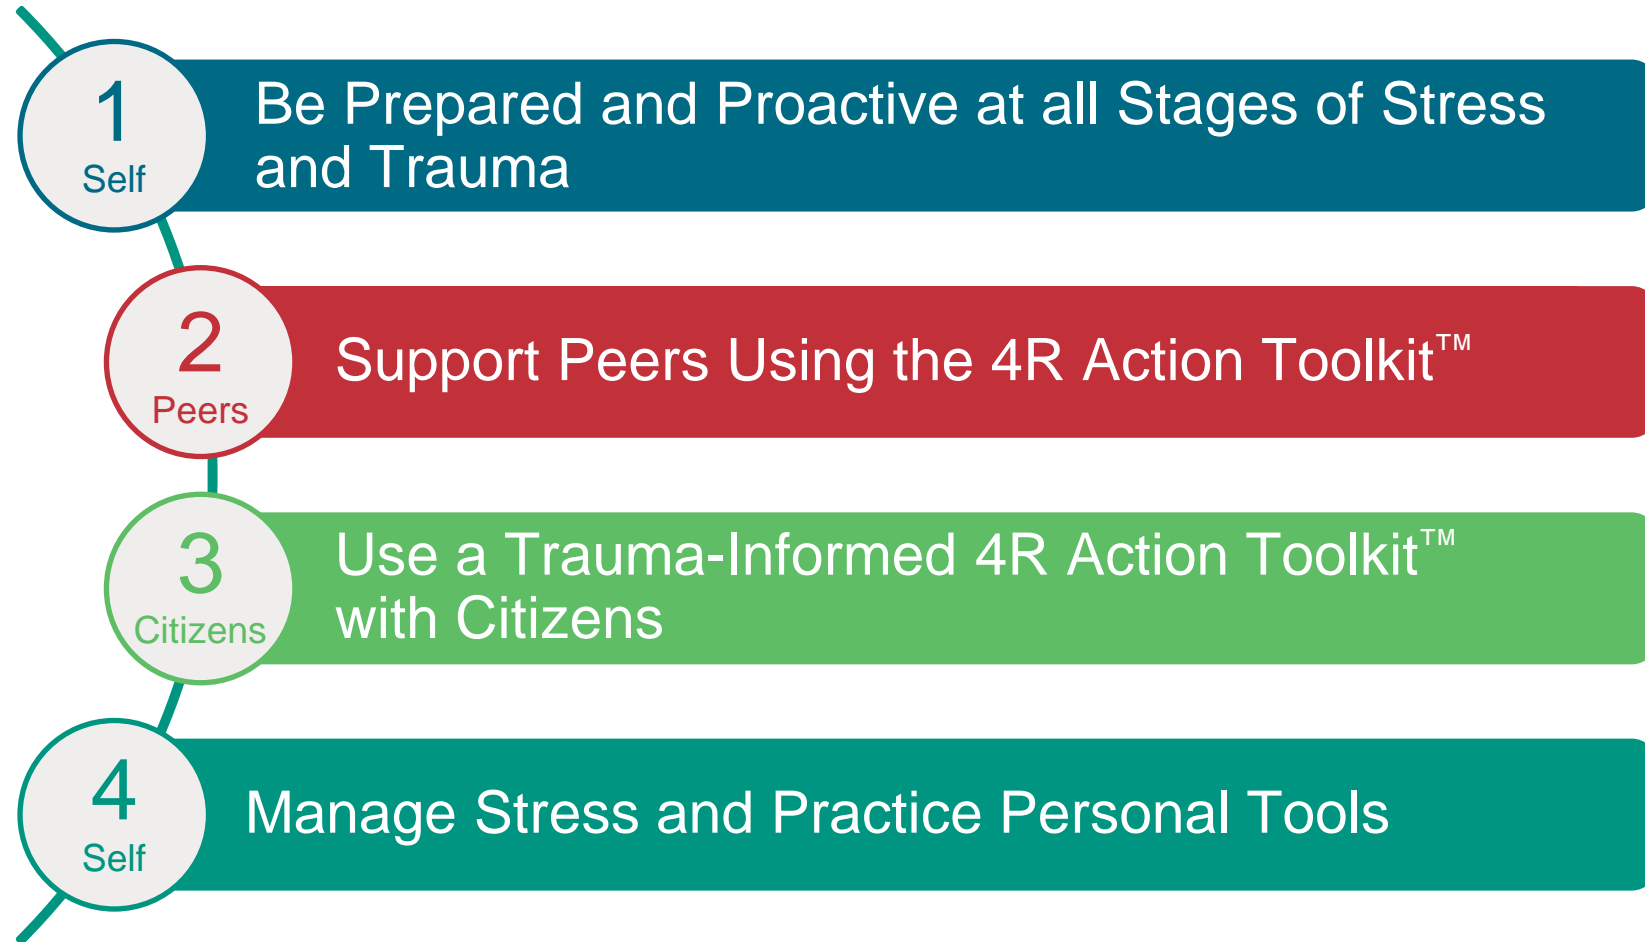 1
Self
Be Prepared and Proactive at all Stages of Stress
and Trauma
2
Peers
Support Peers Using the 4R Action Toolkit™
3
Citizens
Use a Trauma-Informed 4R Action Toolkit™
with Citizens
4
Self
Manage Stress and Practice Personal Tools